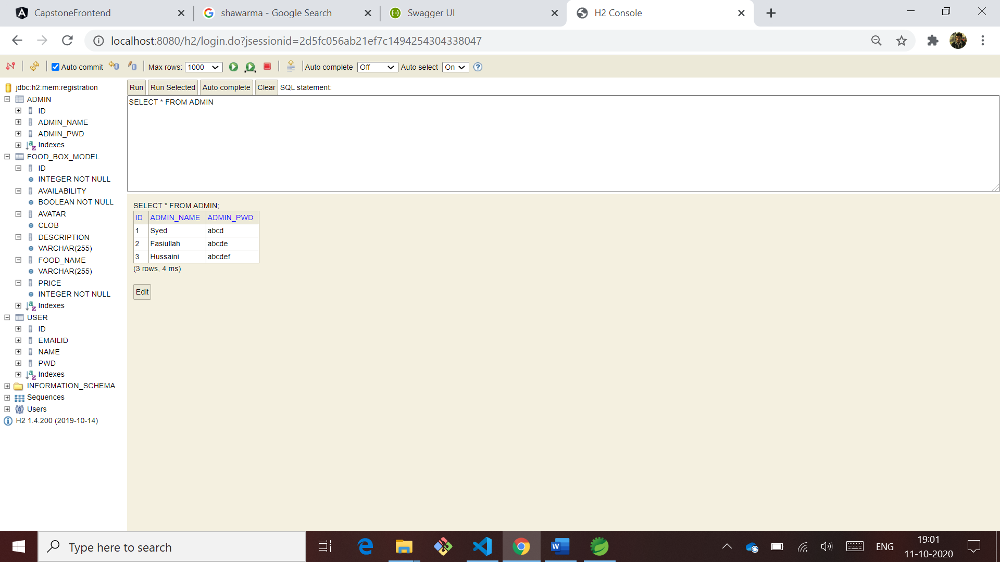 CapstoneFrontend
shawarma - Google Search
Swagger UI
H2 Console
localhost:8080/h2/login.do?jsessionid=2d5fc056ab21ef7c1494254304338047
Auto commit
Max rows: 1000
Auto complete Off
Auto select On
jdbc:h2:mem:registration
ADMIN
ID
ADMIN_NAME
ADMIN_PWD
Indexes
FOOD_BOX_MODEL
ID
INTEGER NOT NULL
AVAILABILITY
BOOLEAN NOT NULL
AVATAR
CLOB
DESCRIPTION
VARCHAR(255)
FOOD_NAME
VARCHAR(255)
PRICE
INTEGER NOT NULL
Indexes
USER
ID
EMAILID
NAME
PWD
Indexes
INFORMATION_SCHEMA
Sequences
Users
H2 1.4.200 (2019-10-14)
Run Run Selected Auto complete Clear SQL statement:
SELECT * FROM ADMIN
SELECT * FROM ADMIN;
ID ADMIN_NAME ADMIN_PWD
1 Syed abcd
2 Fasiullah abcde
3 Hussaini abcdef
(3 rows, 4 ms)
Edit
Type here to search
ENG
19:01
11-10-2020